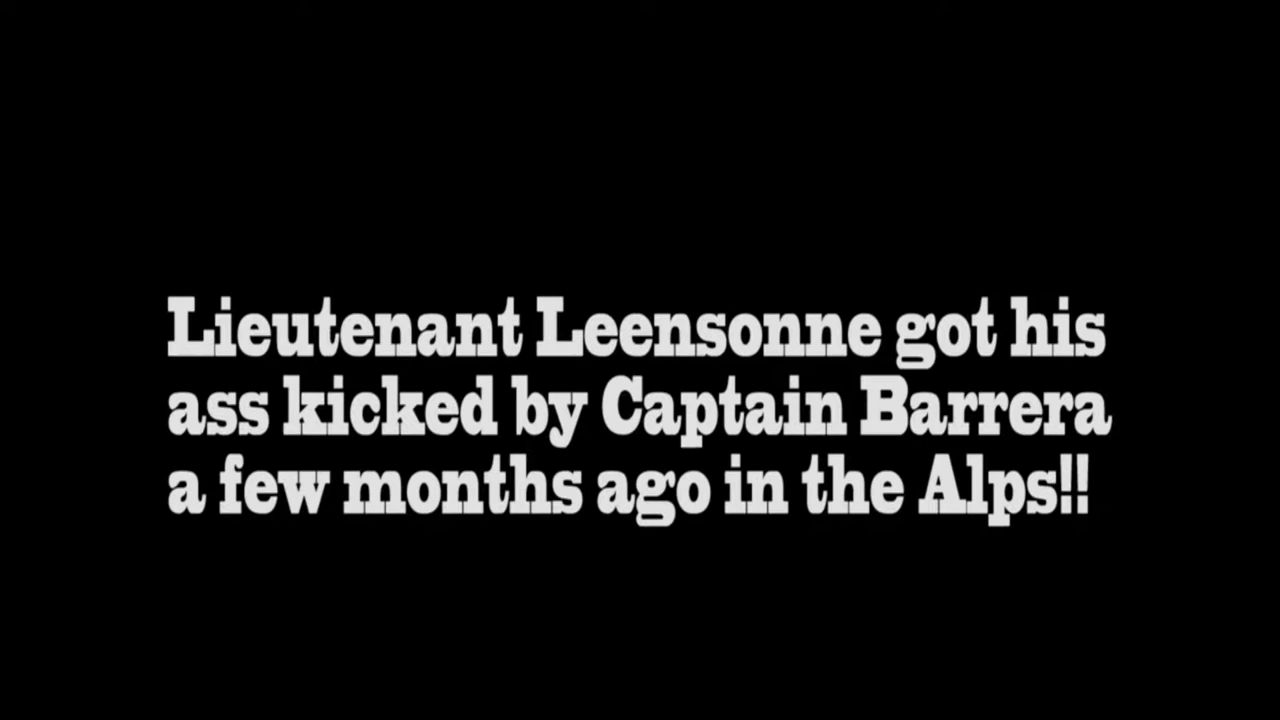 Lieutenant Leensonne got his
ass kicked by Captain Barrera
a few months ago in the Alps!!